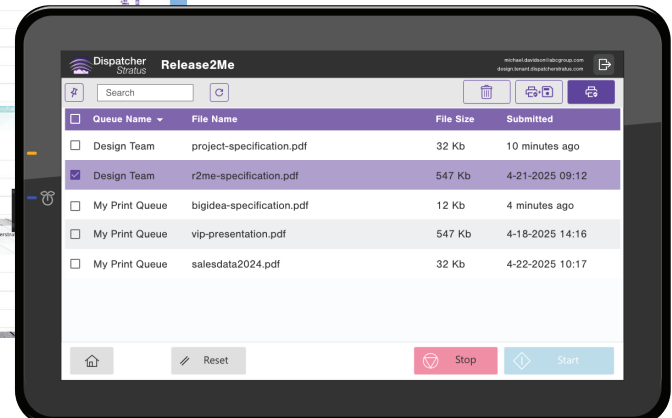 Dispatcher
Stratus
Release2Me
michael.davidson@abcgroup.com
design.tenant.dispatcherstratus.com
Search
Queue Name File Name File Size Submitted
Design Team project-specification.pdf 32 Kb 10 minutes ago
Design Team r2me-specification.pdf 547 Kb 4-21-2025 09:12
My Print Queue bigidea-specification.pdf 12 Kb 4 minutes ago
My Print Queue vip-presentation.pdf 547 Kb 4-18-2025 14:16
My Print Queue salesdata2024.pdf 32 Kb 4-22-2025 10:17
Reset
Stop
Start